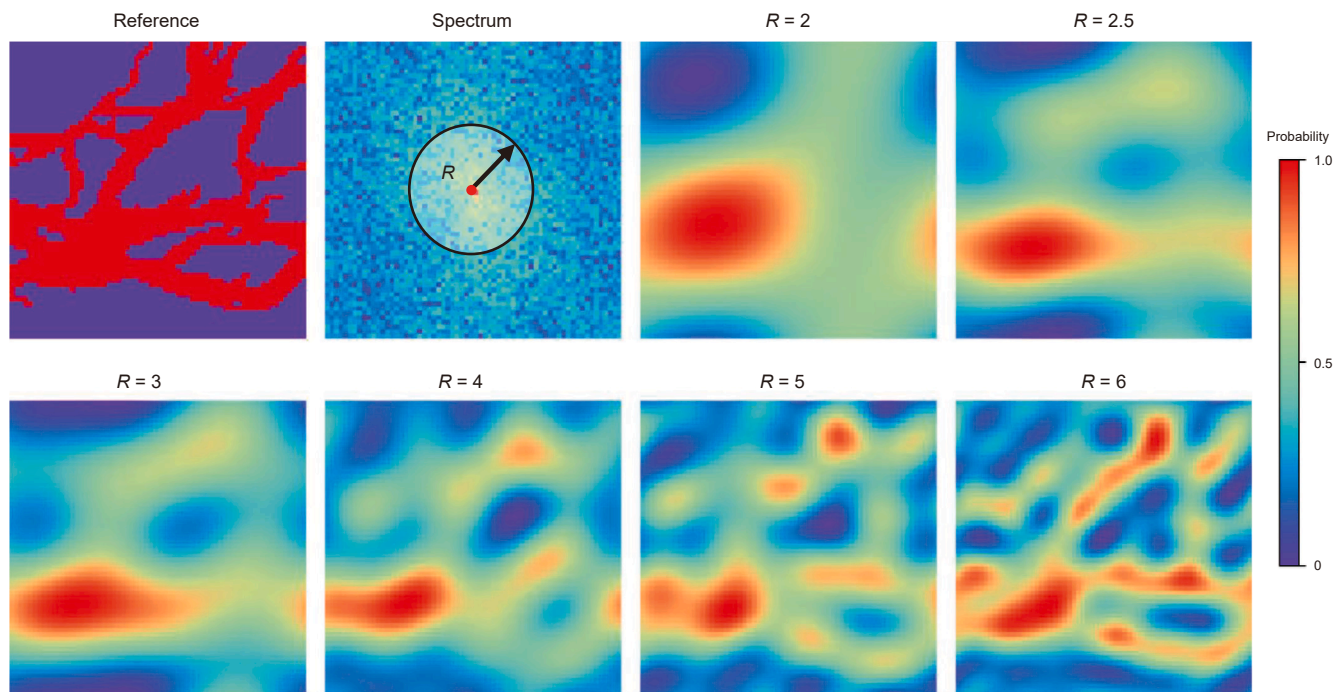 Reference
Spectrum
R = 2
R = 2.5
R
Probability
1.0
0.5
0
R = 3
R = 4
R = 5
R = 6